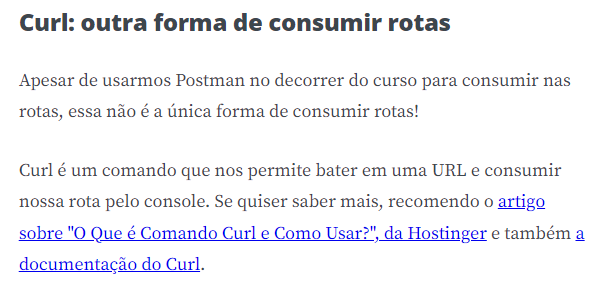 Curl: outra forma de consumir rotas
Apesar de usarmos Postman no decorrer do curso para consumir nas
rotas, essa não é a única forma de consumir rotas!
Curl é um comando que nos permite bater em uma URL e consumir
nossa rota pelo console. Se quiser saber mais, recomendo o artigo
sobre "O Que é Comando Curl e Como Usar?", da Hostinger e também a
documentação do Curl.